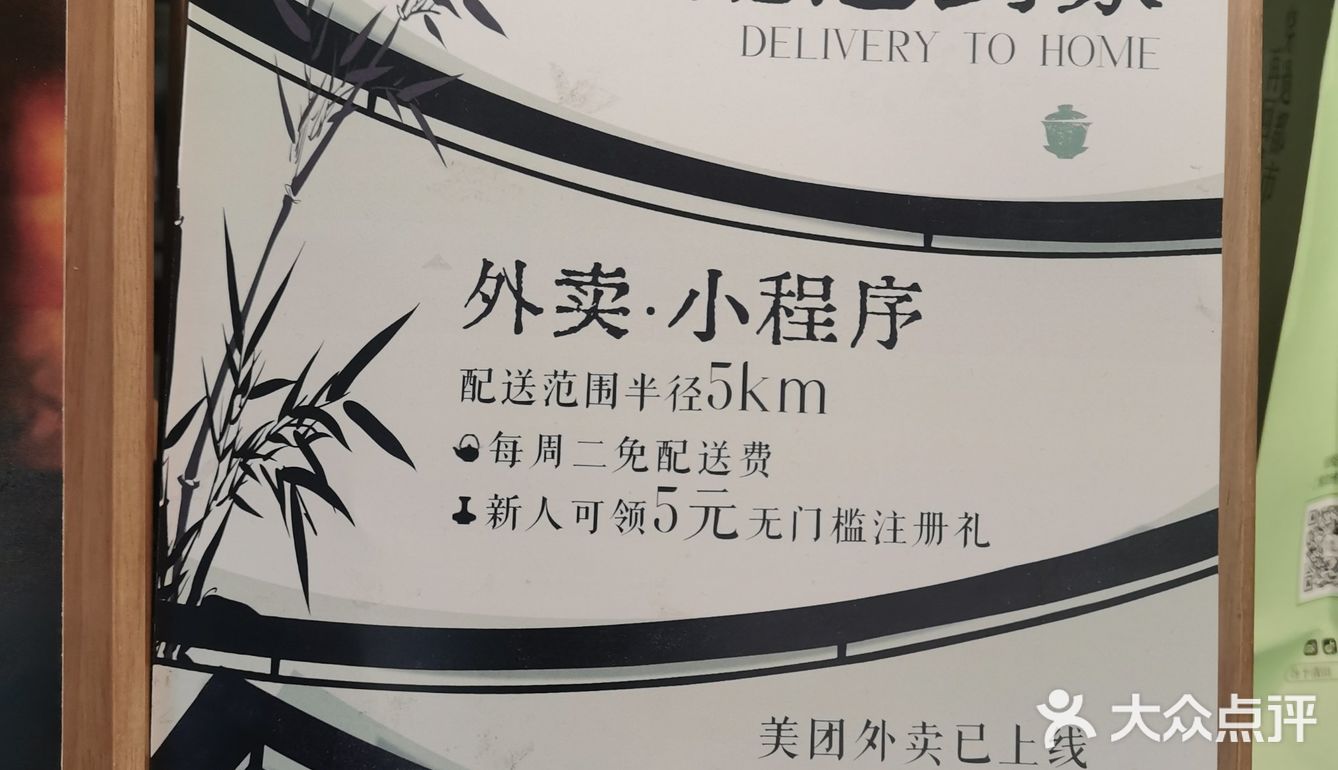 DELIVERY TO HOME
外卖·小程序
配送范围半径5km
每周二免配送费
新人可领5元无门槛注册礼
美团外卖已上线
大众点评